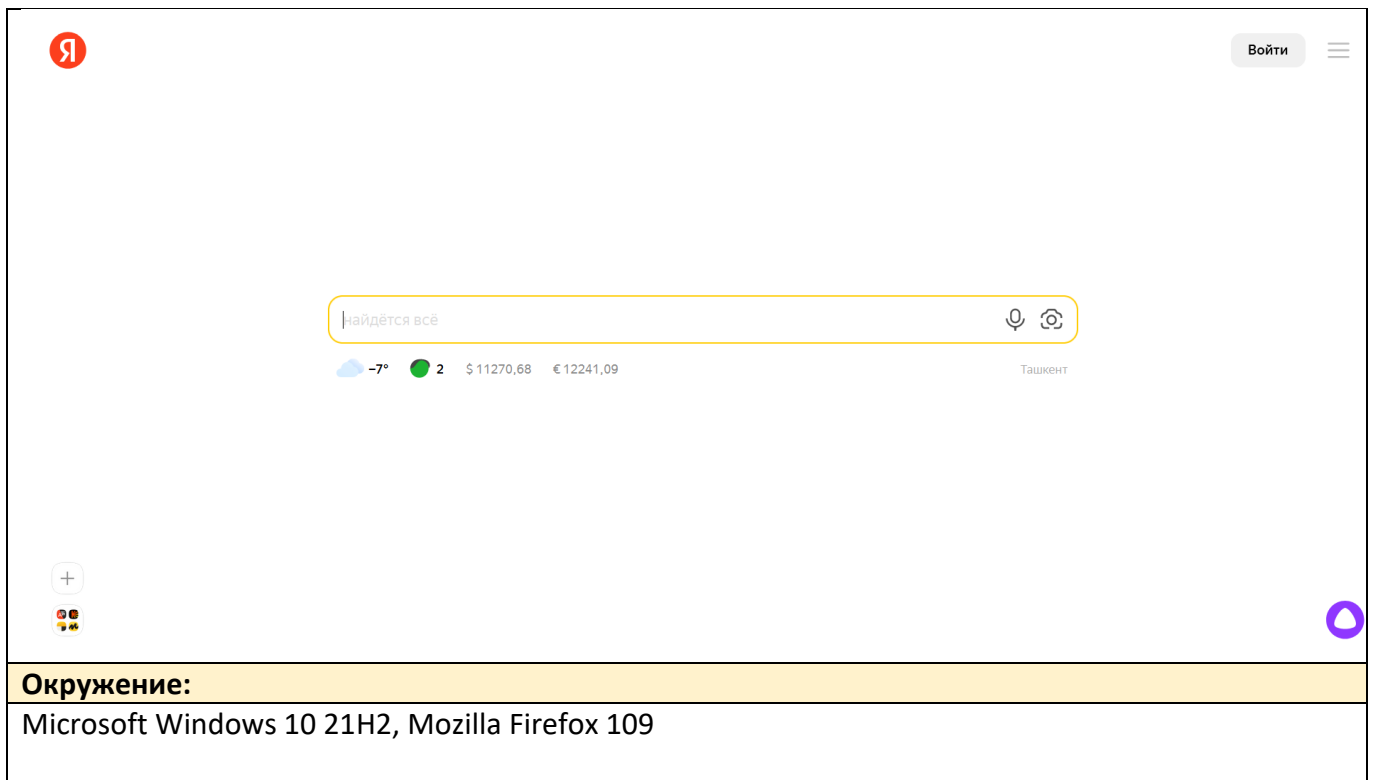 Я
Войти
найдётся всё
−7° 2 $ 11270,68 € 12241,09 Ташкент
Окружение:
Microsoft Windows 10 21H2, Mozilla Firefox 109